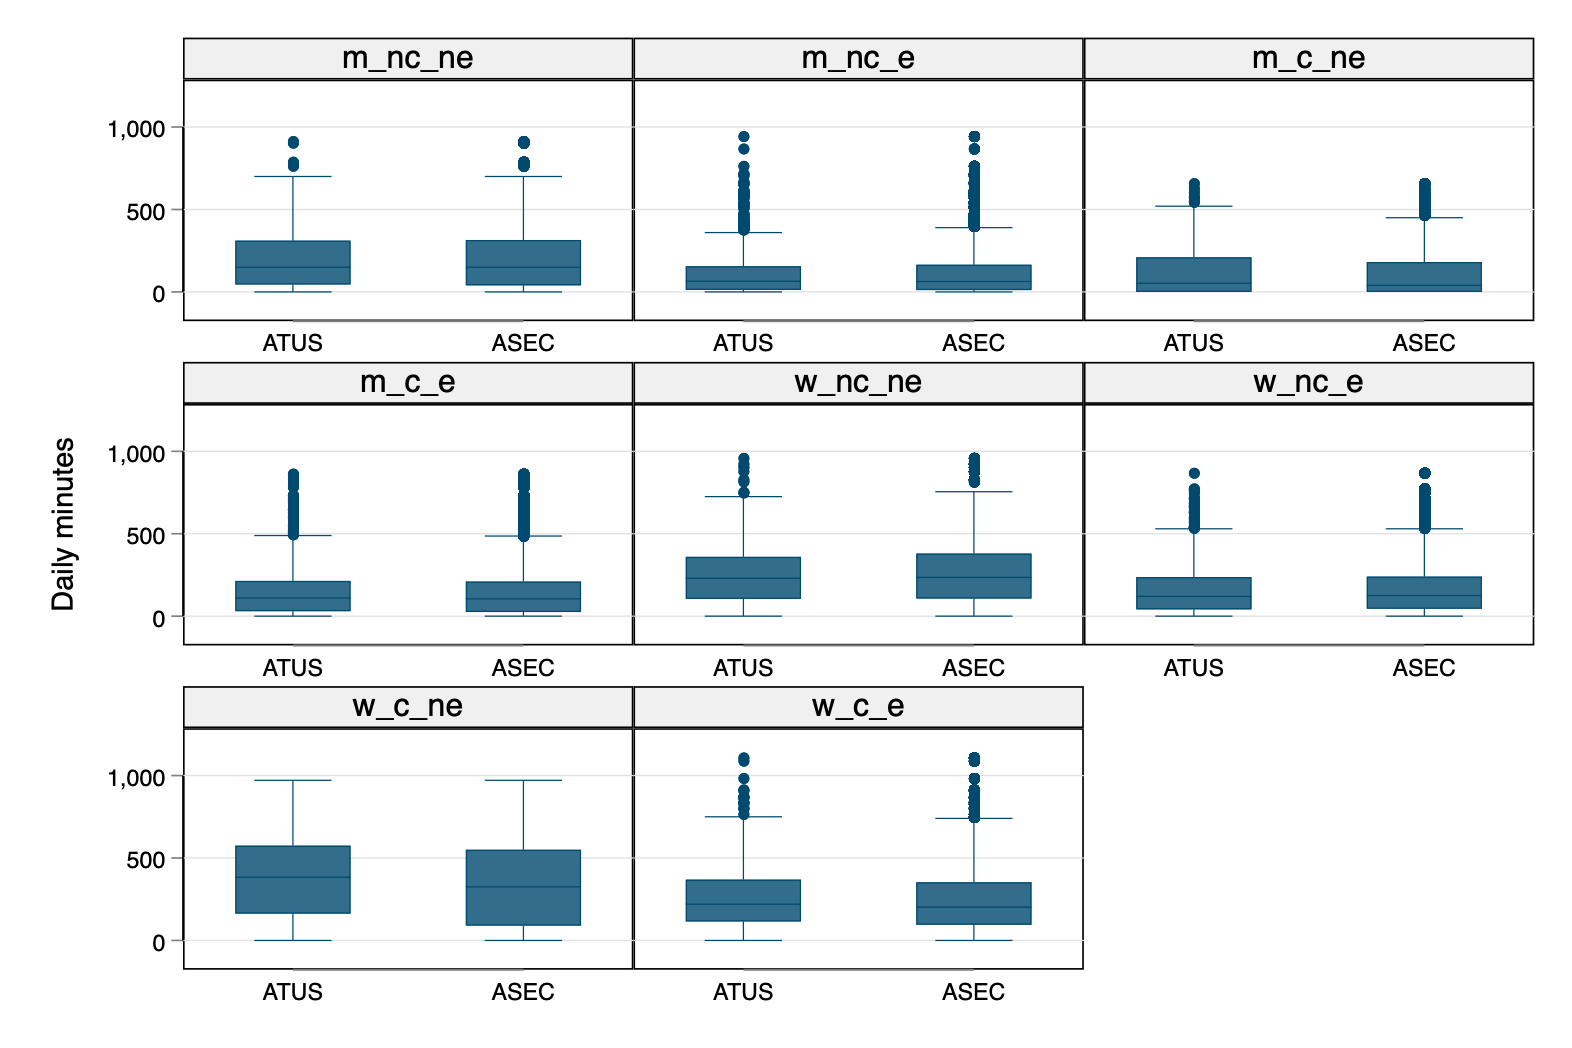 m_nc_ne m_nc_e m_c_ne
1,000
500
0
ATUS ASEC ATUS ASEC ATUS ASEC
m_c_e w_nc_ne w_nc_e
1,000
500
0
ATUS ASEC ATUS ASEC ATUS ASEC
Daily minutes
w_c_ne w_c_e
1,000
500
0
ATUS ASEC ATUS ASEC